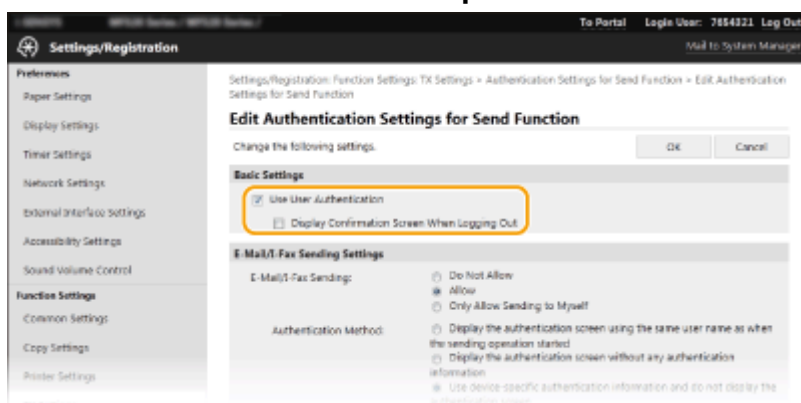 To Portal Login User: 7654321 Log Out
Settings/Registration
Mail to System Manager
Preferences
Paper Settings
Display Settings
Timer Settings
Network Settings
External Interface Settings
Accessibility Settings
Sound Volume Control
Function Settings
Common Settings
Copy Settings
Printer Settings
Settings/Registration: Function Settings: TX Settings > Authentication Settings for Send Function > Edit Authentication
Settings for Send Function
Edit Authentication Settings for Send Function
Change the following settings.
OK Cancel
Basic Settings
Use User Authentication
Display Confirmation Screen When Logging Out
E-Mail/I-Fax Sending Settings
E-Mail/I-Fax Sending:
Do Not Allow
Allow
Only Allow Sending to Myself
Authentication Method:
Display the authentication screen using the same user name as when
the sending operation started
Display the authentication screen without any authentication
information
Use device-specific authentication information and do not display the